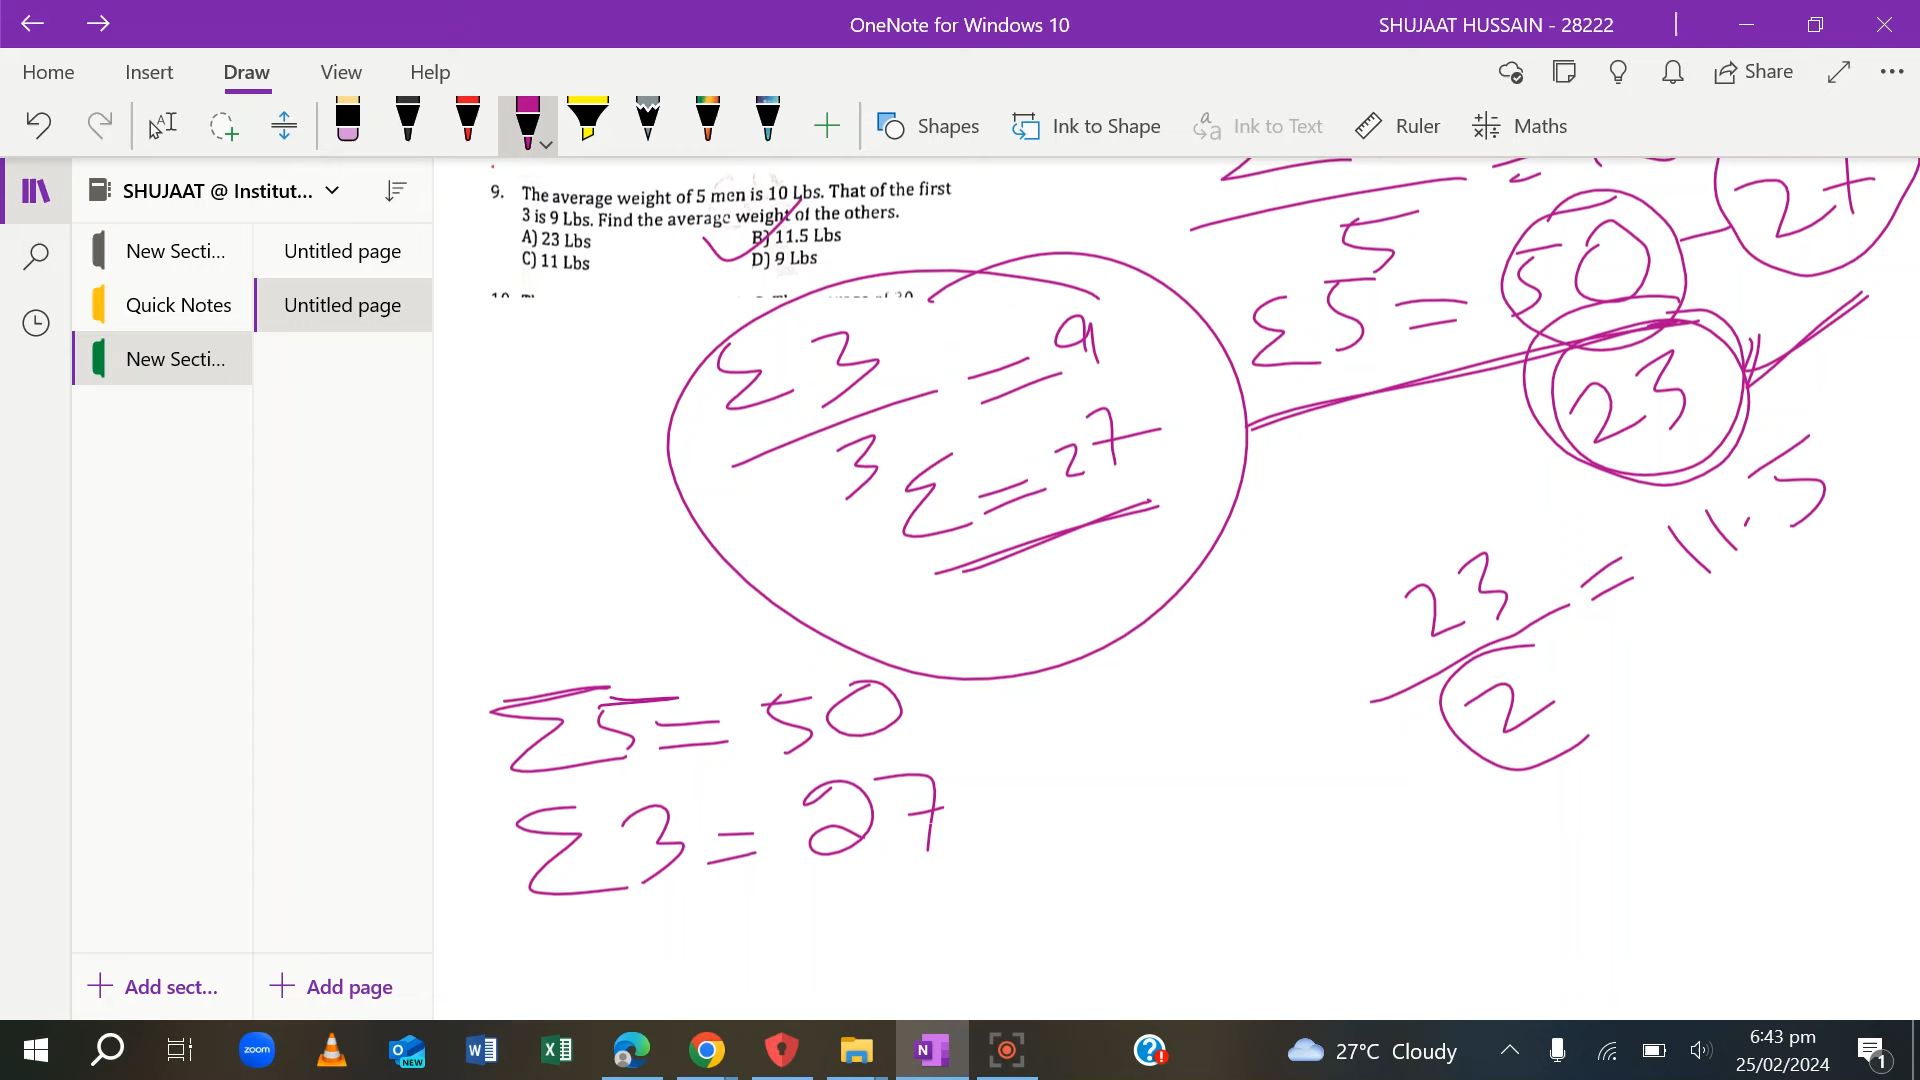 OneNote for Windows 10
SHUJAAT HUSSAIN - 28222
Home Insert Draw View Help
Share
Shapes Ink to Shape Ink to Text Ruler Maths
SHUJAAT @ Institut...
New Secti...
Quick Notes
New Secti...
Untitled page
Untitled page
9. The average weight of 5 men is 10 Lbs. That of the first
3 is 9 Lbs. Find the average weight of the others.
A) 23 Lbs B) 11.5 Lbs
C) 11 Lbs D) 9 Lbs
Σ3 = 9
3
Σ = 27
5
Σ5 = 50 - 27
23
23 = 11.5
2
Σ5 = 50
Σ3 = 27
Add sect...
Add page
zoom
NEW
27°C Cloudy
6:43 pm
25/02/2024
1